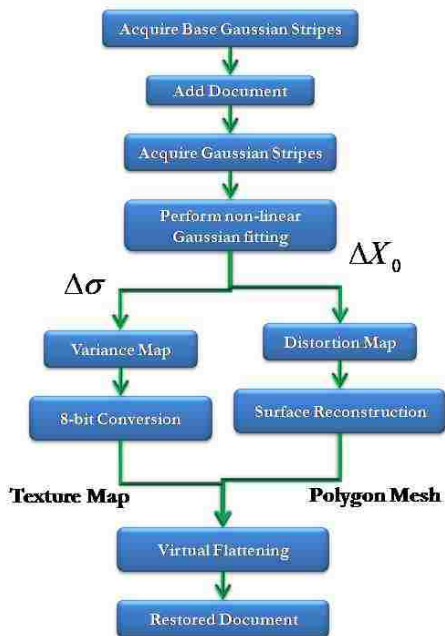 Acquire Base Gaussian Stripes
Add Document
Acquire Gaussian Stripes
Perform non-linear
Gaussian fitting
Δσ
ΔX₀
Variance Map
Distortion Map
8-bit Conversion
Surface Reconstruction
Texture Map
Polygon Mesh
Virtual Flattening
Restored Document